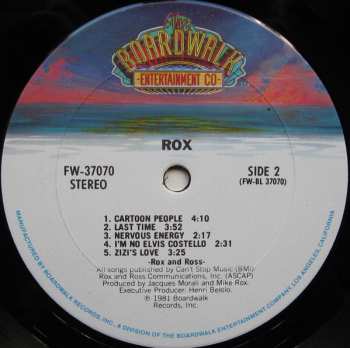 The
BOARDWALK
ENTERTAINMENT CO
ROX
FW-37070
STEREO
SIDE 2
(FW-BL 37070)
1. CARTOON PEOPLE 4:10
2. LAST TIME 3:52
3. NERVOUS ENERGY 2:17
4. I'M NO ELVIS COSTELLO 2:31
5. ZIZI'S LOVE 3:25
-Rox and Ross-
All songs published by Can't Stop Music (BMI)
Rox and Ross Communications, Inc. (ASCAP)
Produced by Jacques Morali and Mike Rox.
Executive Producer: Henri Belolo.
℗ 1981 Boardwalk
Records Inc.
MANUFACTURED BY BOARDWALK RECORDS INC., A DIVISION OF THE BOARDWALK ENTERTAINMENT COMPANY, LOS ANGELES, CALIFORNIA